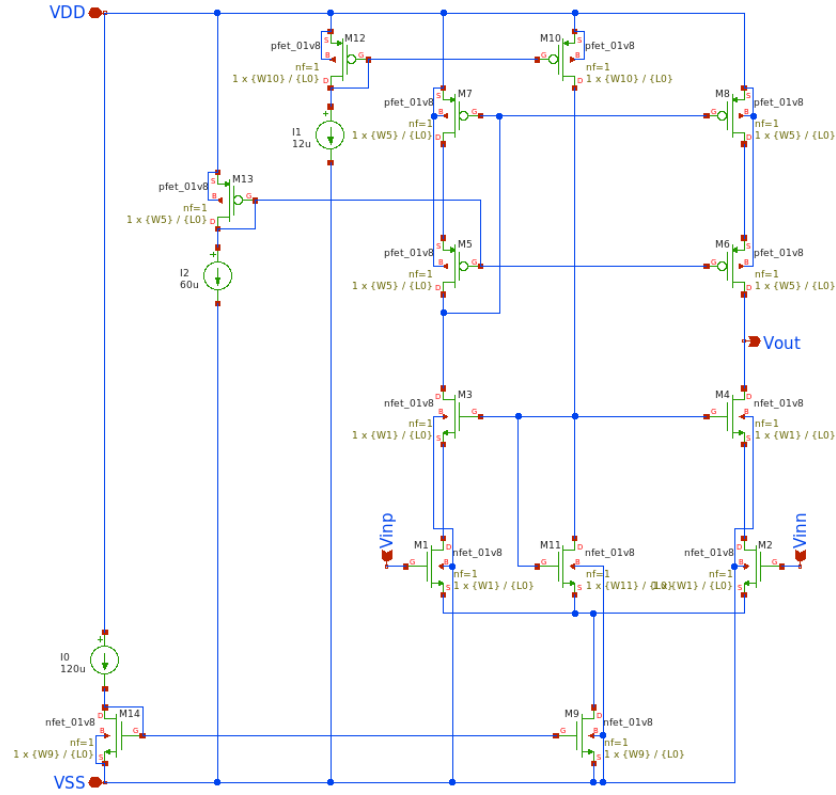 VDD
M12
pfet_01v8
S
B
G
nf=1
D
1 x {W10} / {L0}
M10
pfet_01v8
S
B
G
nf=1
D
1 x {W10} / {L0}
I1
12u
+
M7
pfet_01v8
S
B
G
nf=1
D
1 x {W5} / {L0}
M8
pfet_01v8
S
B
G
nf=1
D
1 x {W5} / {L0}
M13
pfet_01v8
S
B
G
nf=1
D
1 x {W5} / {L0}
I2
60u
+
M5
pfet_01v8
S
B
G
nf=1
D
1 x {W5} / {L0}
M6
pfet_01v8
S
B
G
nf=1
D
1 x {W5} / {L0}
Vout
M3
nfet_01v8
D
B
G
nf=1
S
1 x {W1} / {L0}
M4
nfet_01v8
D
B
G
nf=1
S
1 x {W1} / {L0}
Vinp
M1
nfet_01v8
D
B
G
nf=1
S
1 x {W1} / {L0}
M11
nfet_01v8
D
B
G
nf=1
S
1 x {W11} / {L0}
Vinn
M2
nfet_01v8
D
B
G
nf=1
S
1 x {W1} / {L0}
I0
120u
+
M14
nfet_01v8
D
B
G
nf=1
S
1 x {W9} / {L0}
M9
nfet_01v8
D
B
G
nf=1
S
1 x {W9} / {L0}
VSS